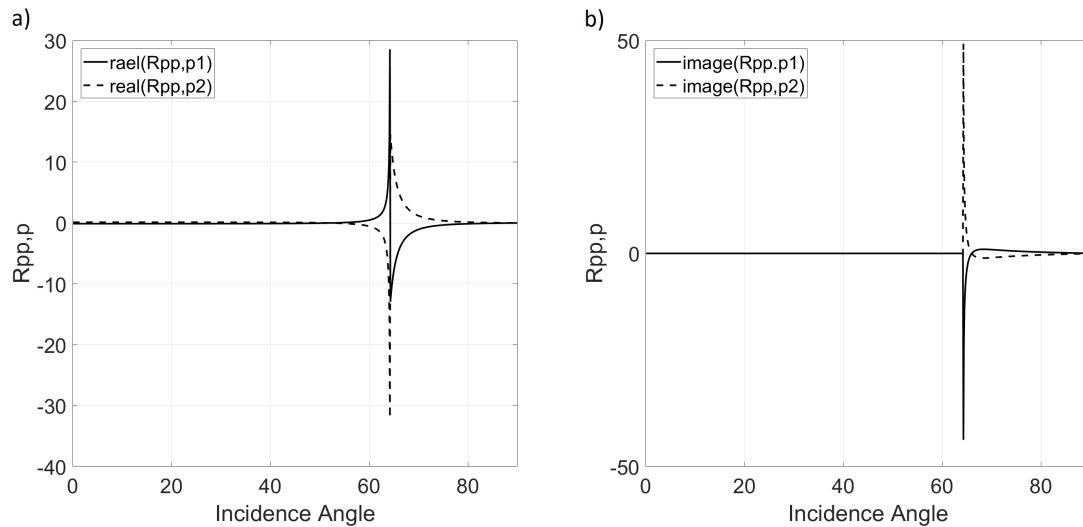 a)
30
20
10
0
-10
-20
-30
-40
0
20
40
60
80
Rpp,p
Incidence Angle
rael(Rpp,p1)
real(Rpp,p2)
b)
50
0
-50
0
20
40
60
80
Rpp,p
Incidence Angle
image(Rpp.p1)
image(Rpp,p2)